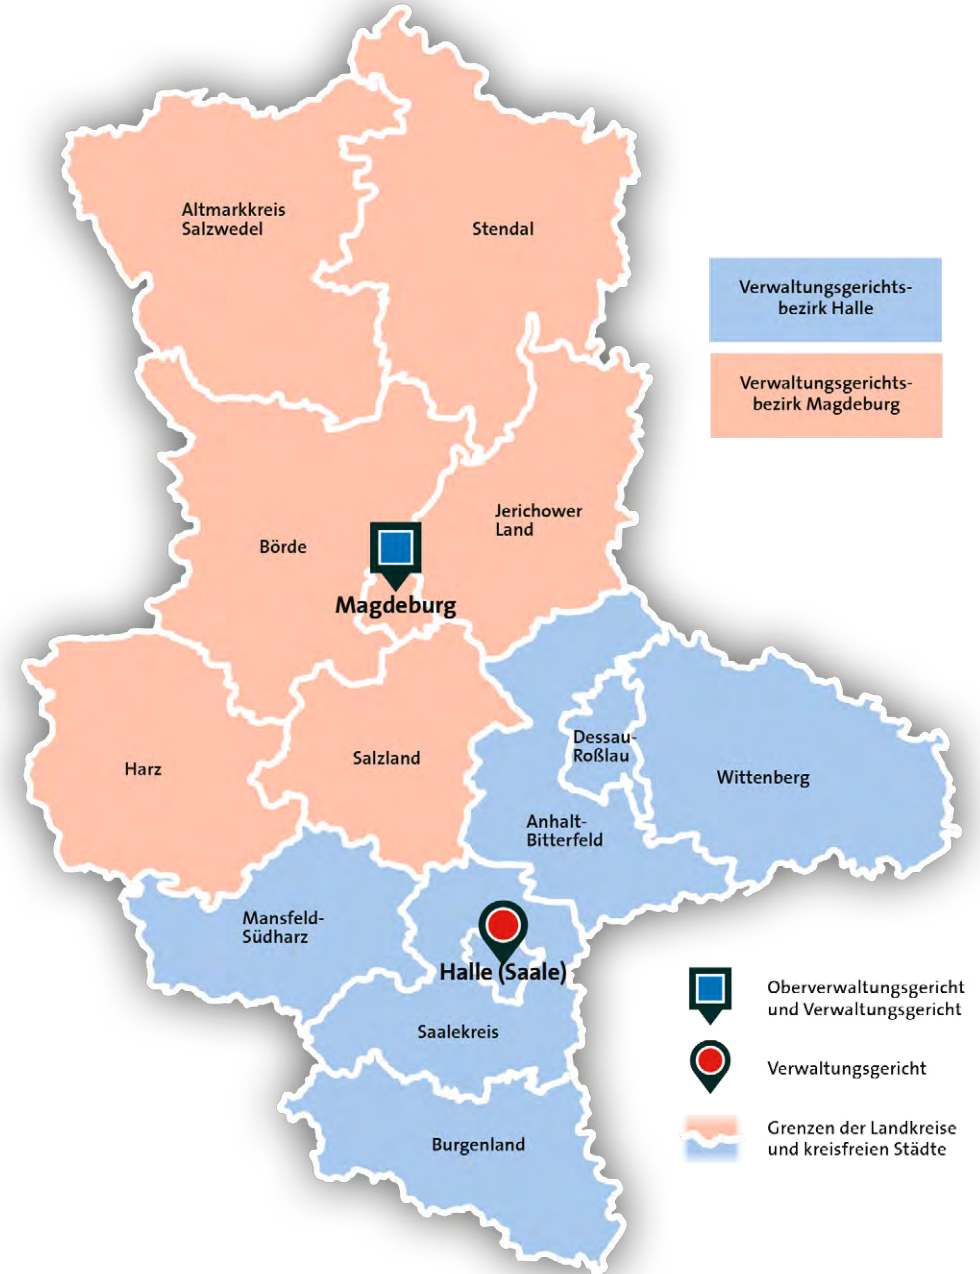 Altmarkkreis
Salzwedel
Stendal
Verwaltungsgerichts-
bezirk Halle
Verwaltungsgerichts-
bezirk Magdeburg
Jerichower
Land
Börde
Magdeburg
Harz
Salzland
Dessau-
Roßlau
Wittenberg
Anhalt-
Bitterfeld
Mansfeld-
Südharz
Halle (Saale)
Saalekreis
Burgenland
Oberverwaltungsgericht
und Verwaltungsgericht
Verwaltungsgericht
Grenzen der Landkreise
und kreisfreien Städte